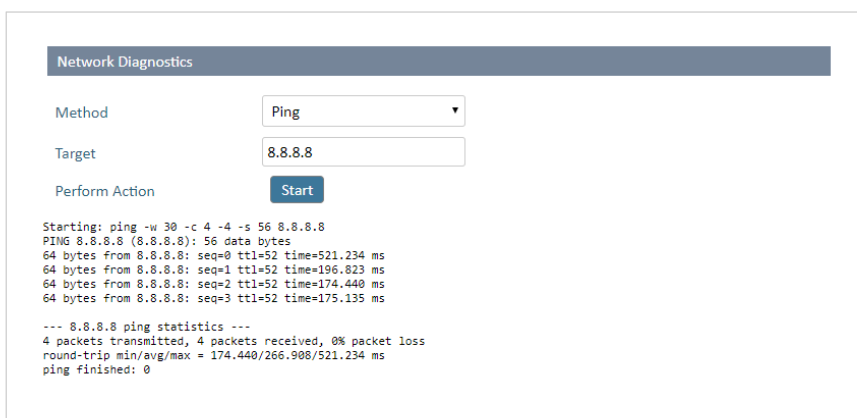 Network Diagnostics
Method Ping
Target 8.8.8.8
Perform Action Start
Starting: ping -w 30 -c 4 -4 -s 56 8.8.8.8
PING 8.8.8.8 (8.8.8.8): 56 data bytes
64 bytes from 8.8.8.8: seq=0 ttl=52 time=521.234 ms
64 bytes from 8.8.8.8: seq=1 ttl=52 time=196.823 ms
64 bytes from 8.8.8.8: seq=2 ttl=52 time=174.440 ms
64 bytes from 8.8.8.8: seq=3 ttl=52 time=175.135 ms
--- 8.8.8.8 ping statistics ---
4 packets transmitted, 4 packets received, 0% packet loss
round-trip min/avg/max = 174.440/266.908/521.234 ms
ping finished: 0